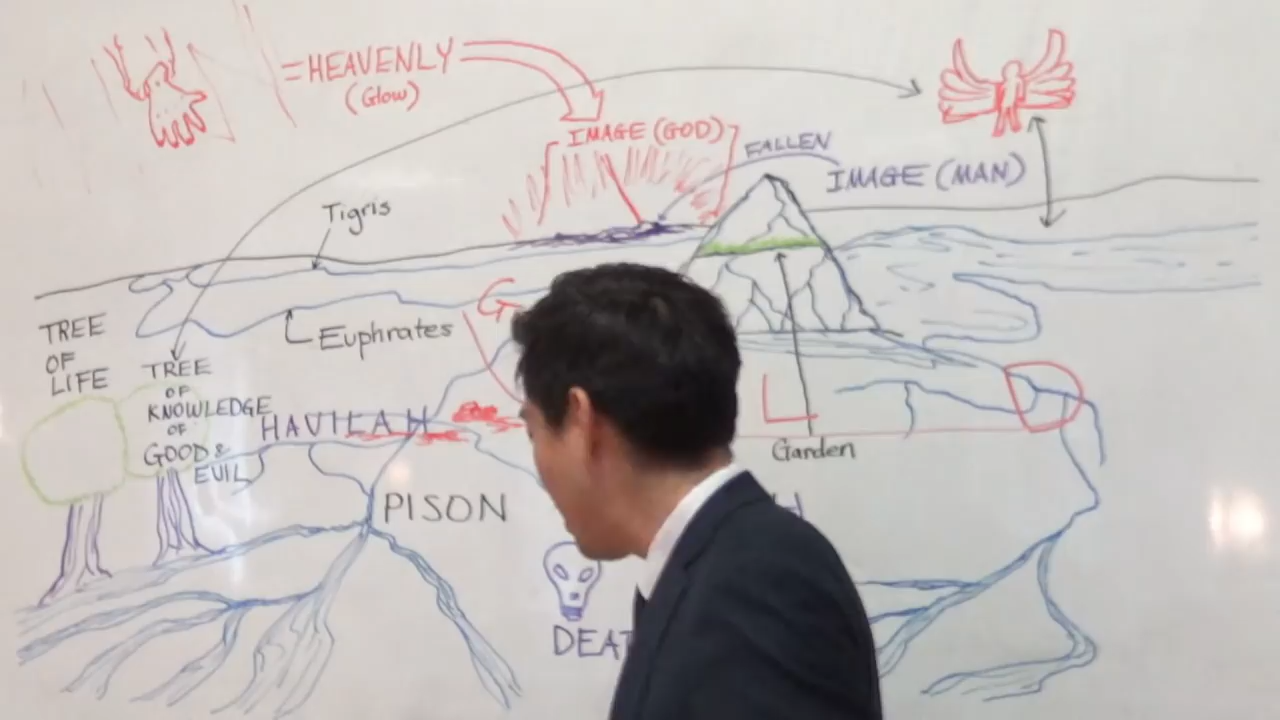 = HEAVENLY
(Glow)
IMAGE (GOD)
FALLEN
IMAGE (MAN)
Tigris
Euphrates
G
TREE
OF
LIFE
TREE
OF
KNOWLEDGE
OF
GOOD &
EVIL
HAVILAH
L
Garden
PISON
H
DEAT